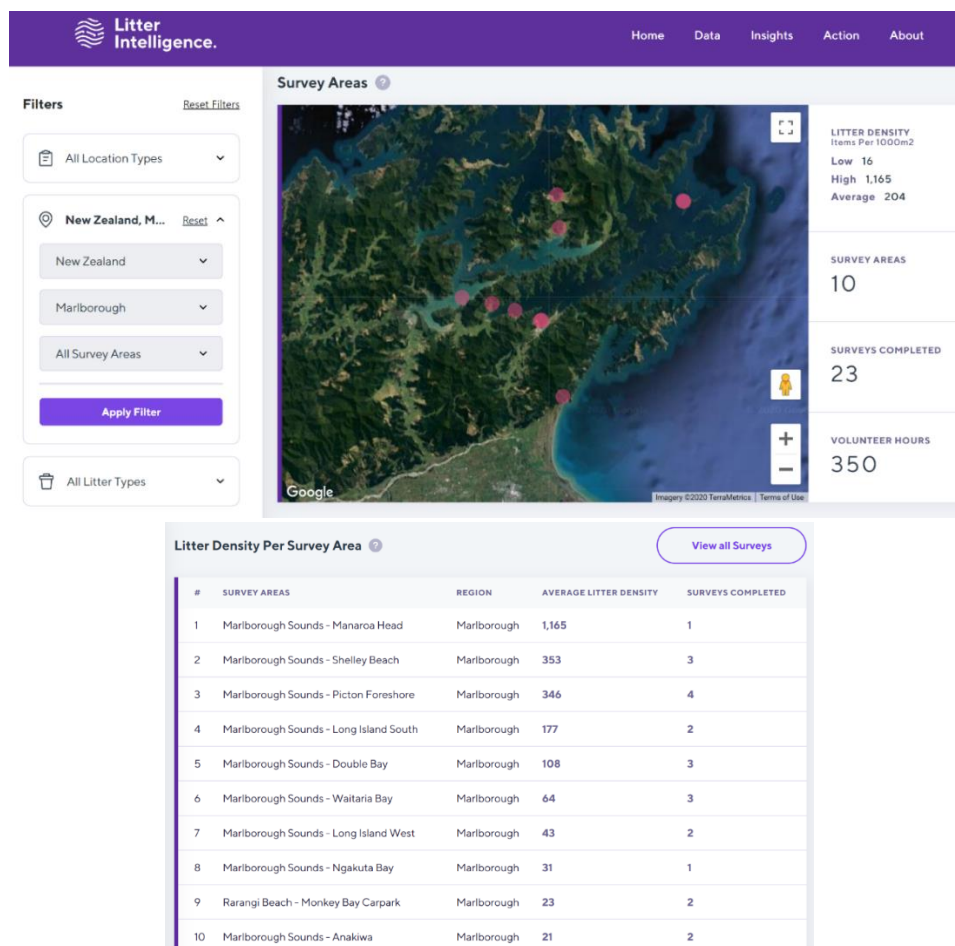 Litter
Intelligence.
Home Data Insights Action About
Filters
Reset Filters
All Location Types
New Zealand, M... Reset
New Zealand
Marlborough
All Survey Areas
Apply Filter
All Litter Types
Survey Areas ?
Google
Imagery ©2020 TerraMetrics Terms of Use
LITTER DENSITY
Items Per 1000m2
Low 16
High 1,165
Average 204
SURVEY AREAS
10
SURVEYS COMPLETED
23
VOLUNTEER HOURS
350
Litter Density Per Survey Area ?
View all Surveys
# SURVEY AREAS REGION AVERAGE LITTER DENSITY SURVEYS COMPLETED
1 Marlborough Sounds - Manaroa Head Marlborough 1,165 1
2 Marlborough Sounds - Shelley Beach Marlborough 353 3
3 Marlborough Sounds - Picton Foreshore Marlborough 346 4
4 Marlborough Sounds - Long Island South Marlborough 177 2
5 Marlborough Sounds - Double Bay Marlborough 108 3
6 Marlborough Sounds - Waitaria Bay Marlborough 64 3
7 Marlborough Sounds - Long Island West Marlborough 43 2
8 Marlborough Sounds - Ngakuta Bay Marlborough 31 1
9 Rarangi Beach - Monkey Bay Carpark Marlborough 23 2
10 Marlborough Sounds - Anakiwa Marlborough 21 2